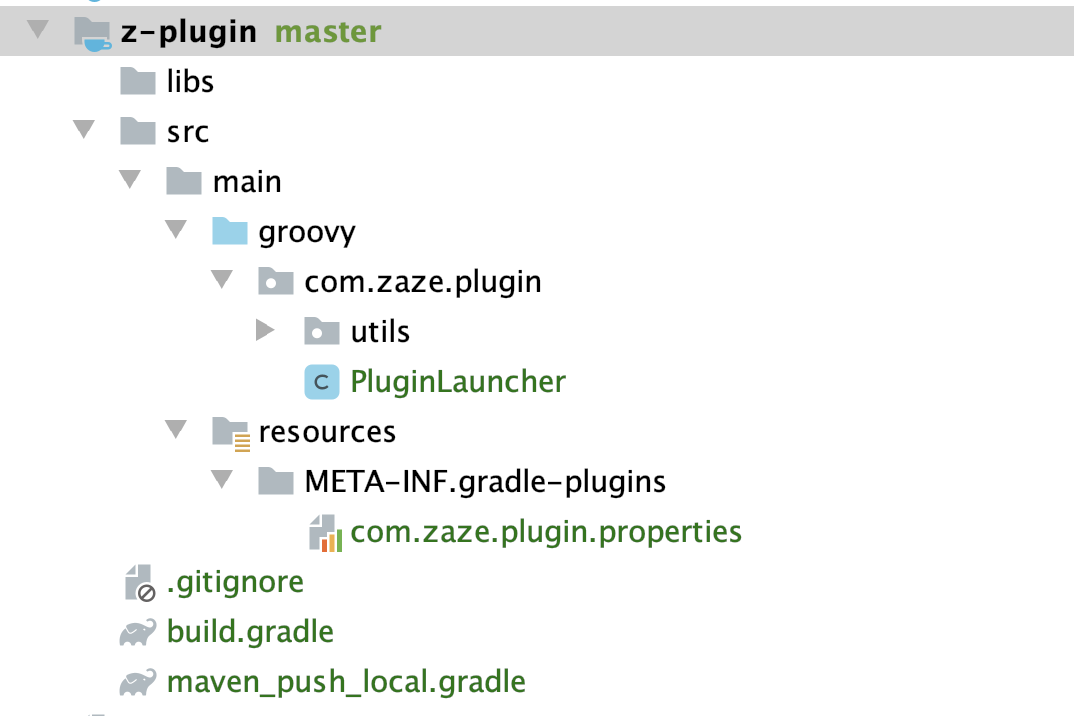 z-plugin master
libs
src
main
groovy
com.zaze.plugin
utils
C PluginLauncher
resources
META-INF.gradle-plugins
com.zaze.plugin.properties
.gitignore
build.gradle
maven_push_local.gradle